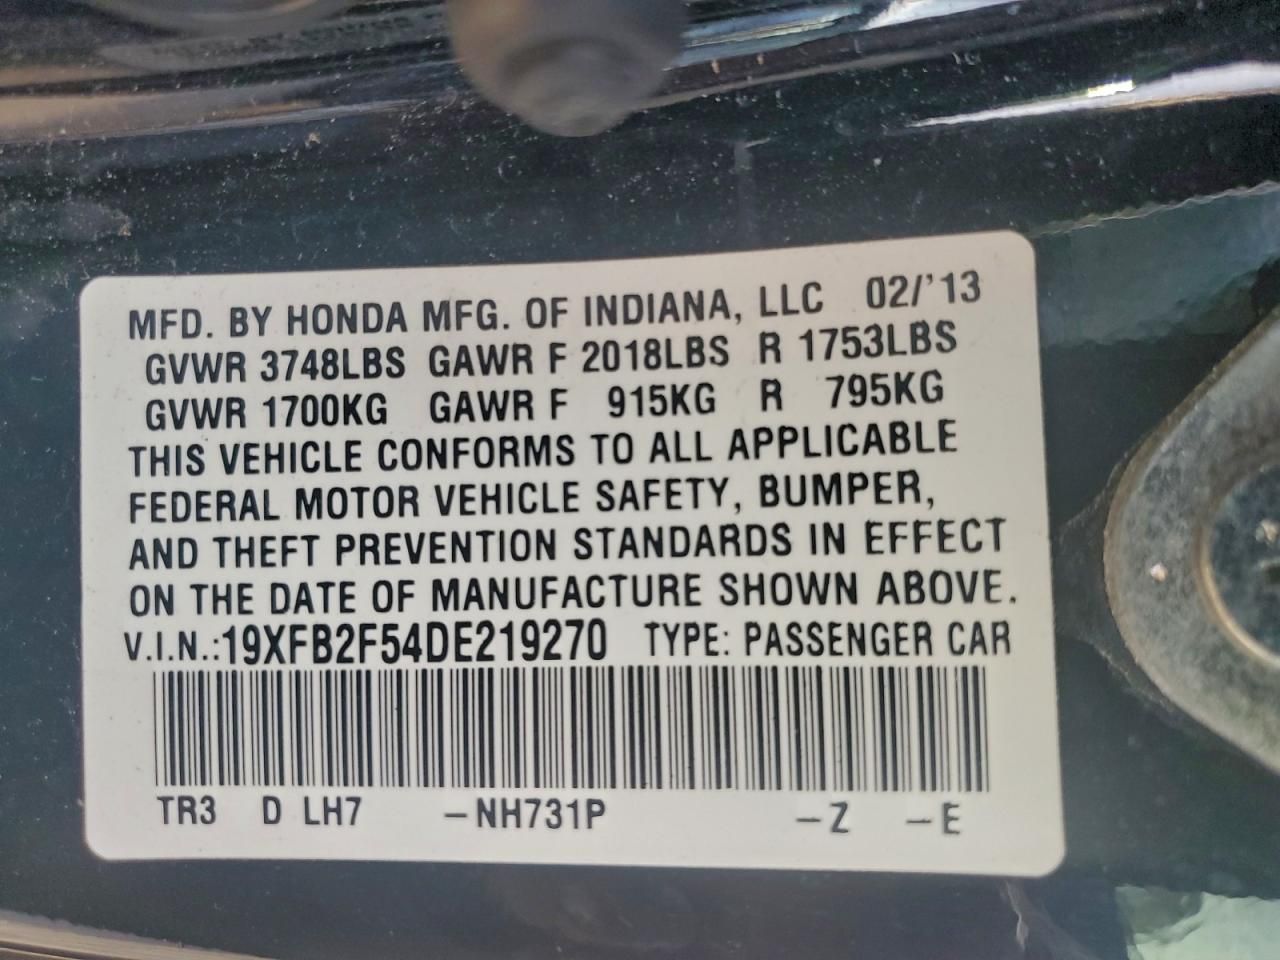 MFD. BY HONDA MFG. OF INDIANA, LLC 02/'13
GVWR 3748LBS GAWR F 2018LBS R 1753LBS
GVWR 1700KG GAWR F 915KG R 795KG
THIS VEHICLE CONFORMS TO ALL APPLICABLE
FEDERAL MOTOR VEHICLE SAFETY, BUMPER,
AND THEFT PREVENTION STANDARDS IN EFFECT
ON THE DATE OF MANUFACTURE SHOWN ABOVE.
V.I.N.:19XFB2F54DE219270 TYPE: PASSENGER CAR
TR3 D LH7 -NH731P -Z -E